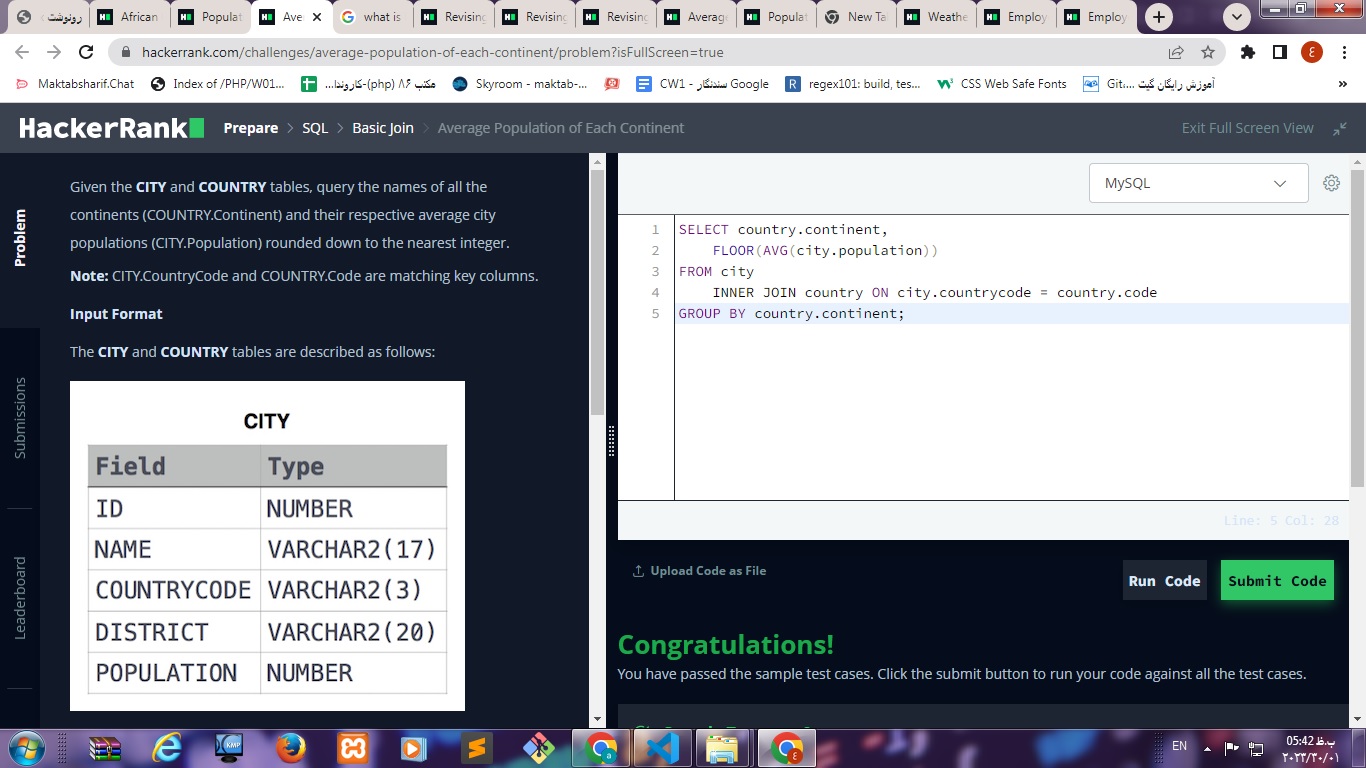 رونوشت
African
Populat
Aver
what is
Revising
Revising
Revising
Average
Populat
New Ta
Weathe
Employ
Employ
hackerrank.com/challenges/average-population-of-each-continent/problem?isFullScreen=true
ع
Maktabsharif.Chat
Index of /PHP/W01...
مکتب ۸۶ (php)-کاروندا...
Skyroom - maktab-...
CW1 - سندنگار Google
regex101: build, tes...
CSS Web Safe Fonts
آموزش رایگان گیت ...Git
»
HackerRank
Prepare > SQL > Basic Join > Average Population of Each Continent
Exit Full Screen View
Problem
Submissions
Leaderboard
Given the CITY and COUNTRY tables, query the names of all the
continents (COUNTRY.Continent) and their respective average city
populations (CITY.Population) rounded down to the nearest integer.
Note: CITY.CountryCode and COUNTRY.Code are matching key columns.
Input Format
The CITY and COUNTRY tables are described as follows:
CITY
Field Type
ID NUMBER
NAME VARCHAR2(17)
COUNTRYCODE VARCHAR2(3)
DISTRICT VARCHAR2(20)
POPULATION NUMBER
MySQL
1 SELECT country.continent,
2 FLOOR(AVG(city.population))
3 FROM city
4 INNER JOIN country ON city.countrycode = country.code
5 GROUP BY country.continent;
Line: 5 Col: 28
Upload Code as File
Run Code
Submit Code
Congratulations!
You have passed the sample test cases. Click the submit button to run your code against all the test cases.
KMP
a
ع
EN
05:42 ب.ظ